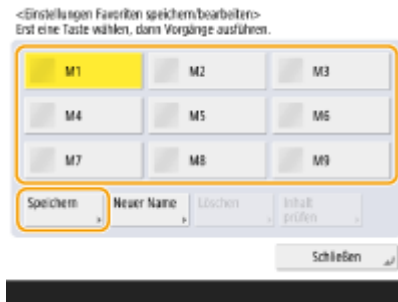 <Einstellungen Favoriten speichern/bearbeiten>
Erst eine Taste wählen, dann Vorgänge ausführen.
M1 M2 M3
M4 M5 M6
M7 M8 M9
Speichern Neuer Name Löschen Inhalt
prüfen
Schließen